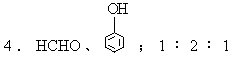 OH
4. HCHO、 ; 1 : 2 : 1